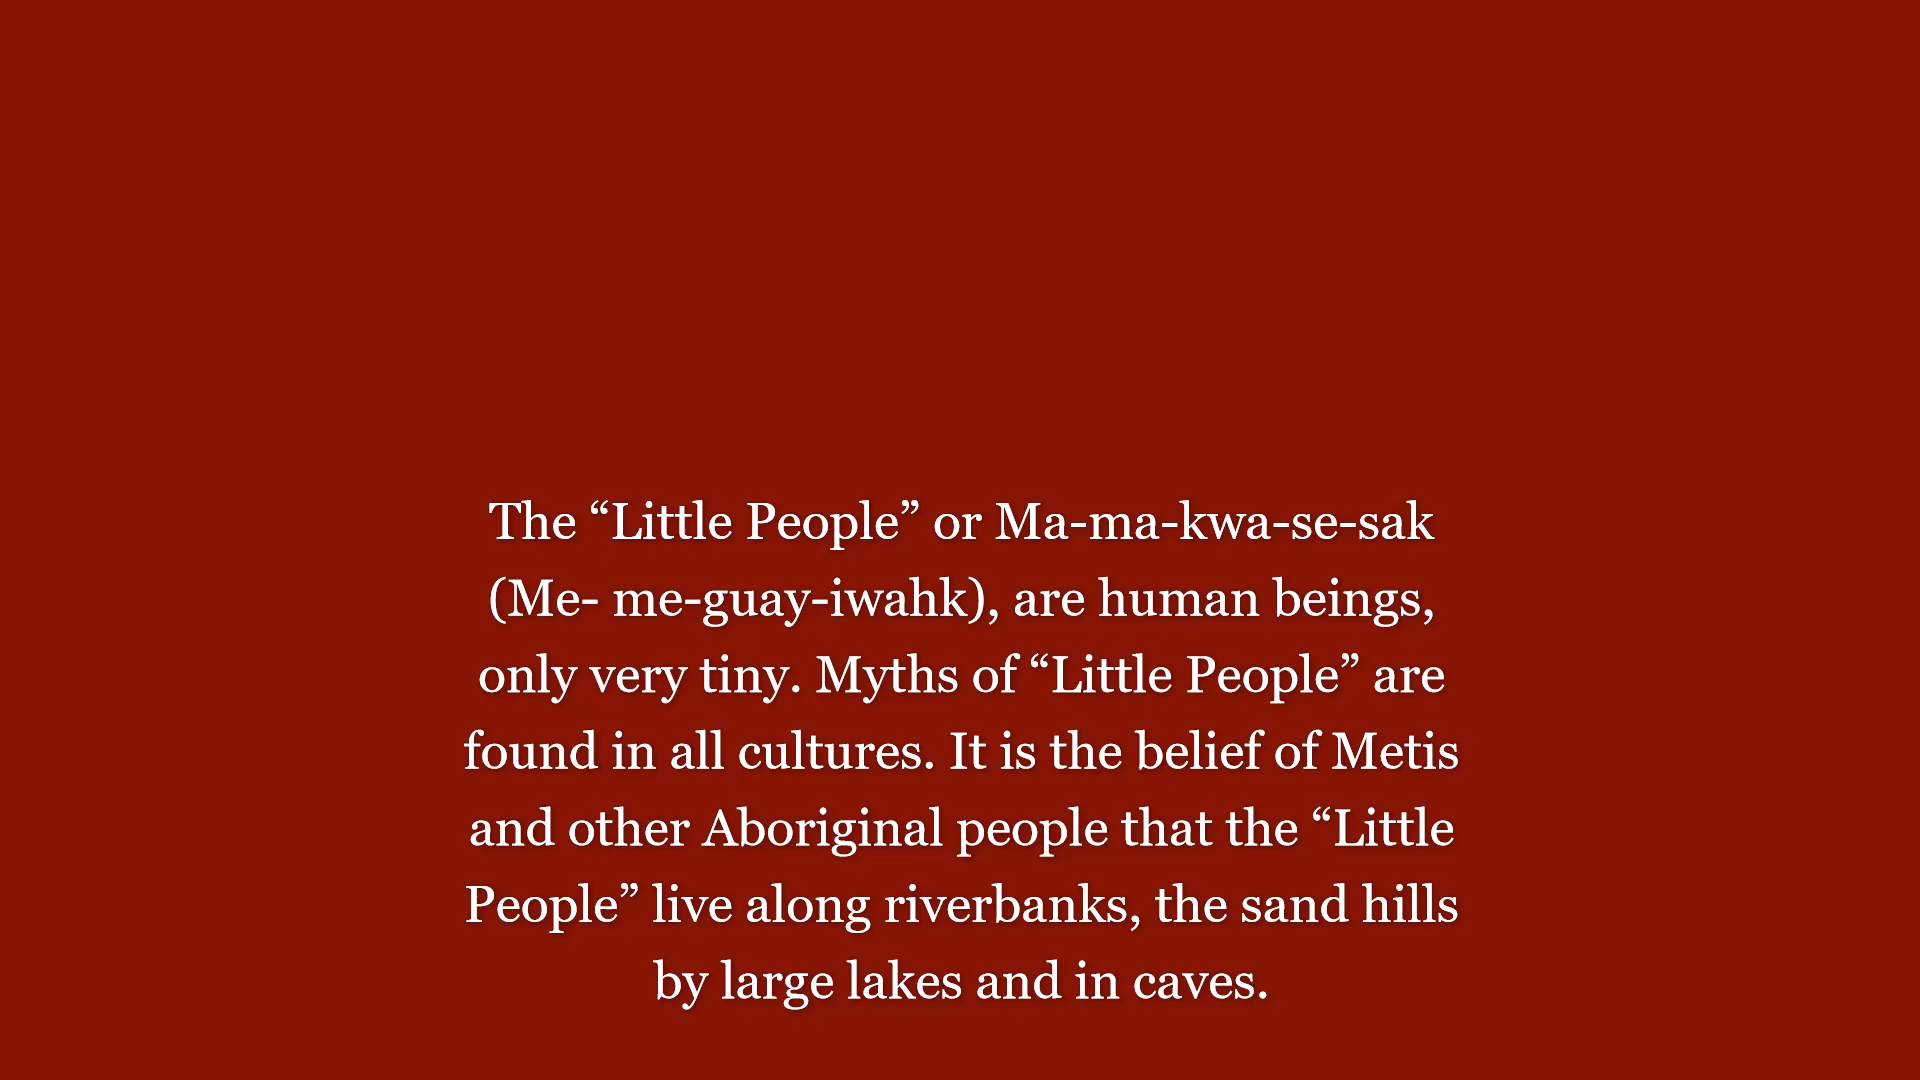 The “Little People” or Ma-ma-kwa-se-sak
(Me- me-guay-iwahk), are human beings,
only very tiny. Myths of “Little People” are
found in all cultures. It is the belief of Metis
and other Aboriginal people that the “Little
People” live along riverbanks, the sand hills
by large lakes and in caves.